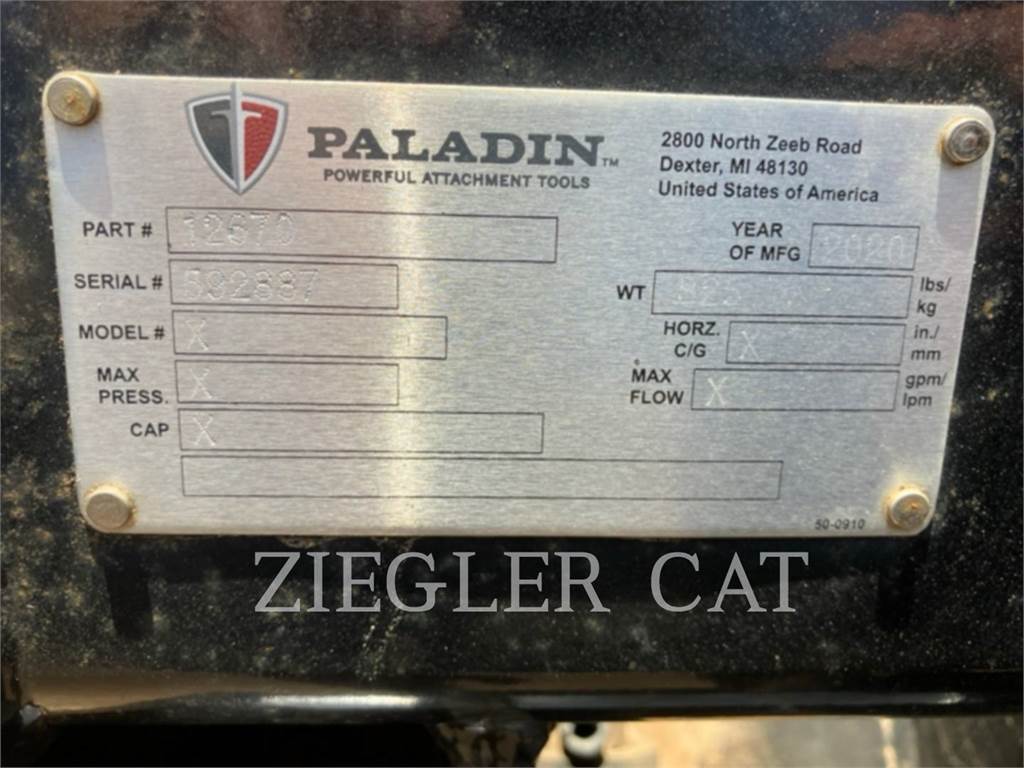 PALADIN™
POWERFUL ATTACHMENT TOOLS
2800 North Zeeb Road
Dexter, MI 48130
United States of America
PART # 12670
YEAR OF MFG 2020
SERIAL # 592887
WT lbs/kg
MODEL # X
HORZ. C/G X in./mm
MAX PRESS. X
MAX FLOW X gpm/lpm
CAP X
50-0910
ZIEGLER CAT